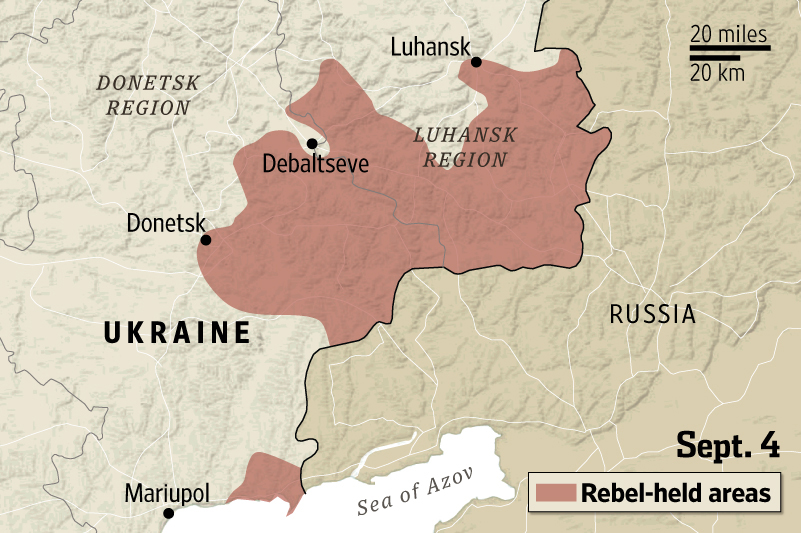 20 miles
20 km
Luhansk
DONETSK
REGION
LUHANSK
REGION
Debaltseve
Donetsk
UKRAINE
RUSSIA
Sept. 4
Mariupol
Sea of Azov
Rebel-held areas